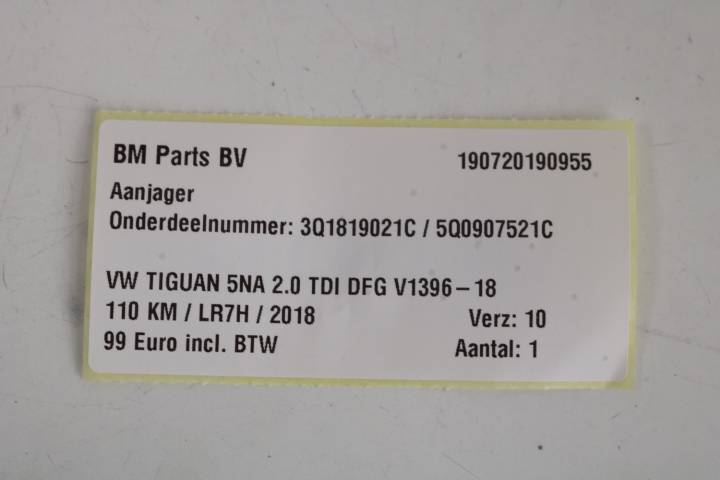 BM Parts BV 190720190955
Aanjager
Onderdeelnummer: 3Q1819021C / 5Q0907521C
VW TIGUAN 5NA 2.0 TDI DFG V1396-18
110 KM / LR7H / 2018 Verz: 10
99 Euro incl. BTW Aantal: 1